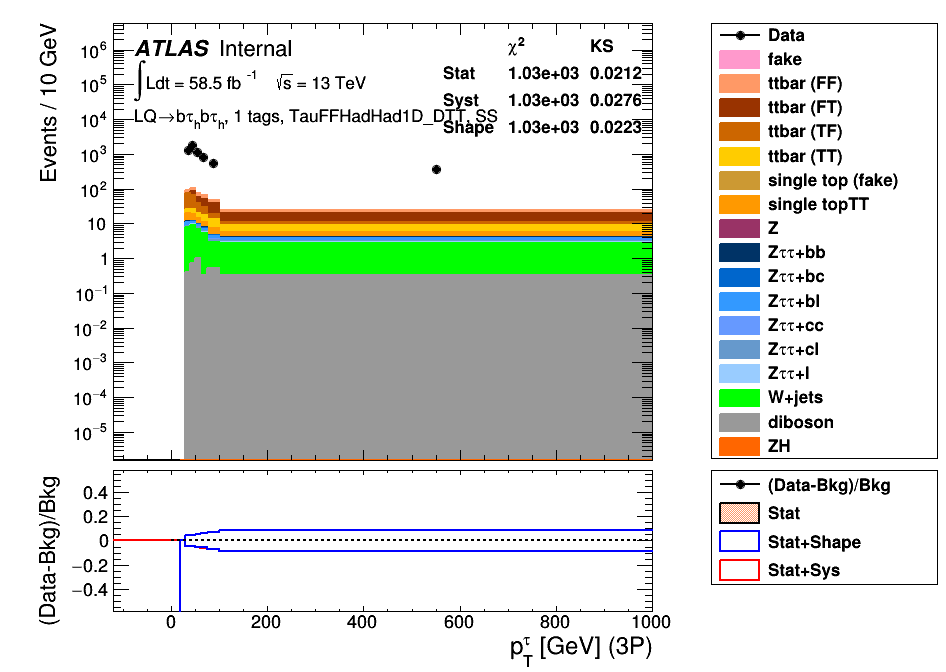 ATLAS Internal
∫Ldt = 58.5 fb⁻¹ √s = 13 TeV
LQ→bτₕbτₕ, 1 tags, TauFFHadHad1D_DTT, SS
χ² KS
Stat 1.03e+03 0.0212
Syst 1.03e+03 0.0276
Shape 1.03e+03 0.0223
Events / 10 GeV
10⁶
10⁵
10⁴
10³
10²
10
1
10⁻¹
10⁻²
10⁻³
10⁻⁴
10⁻⁵
Data
fake
ttbar (FF)
ttbar (FT)
ttbar (TF)
ttbar (TT)
single top (fake)
single topTT
Z
Zττ+bb
Zττ+bc
Zττ+bl
Zττ+cc
Zττ+cl
Zττ+l
W+jets
diboson
ZH
(Data-Bkg)/Bkg
0.4
0.2
0
−0.2
−0.4
0 200 400 600 800 1000
p_T^τ [GeV] (3P)
(Data-Bkg)/Bkg
Stat
Stat+Shape
Stat+Sys